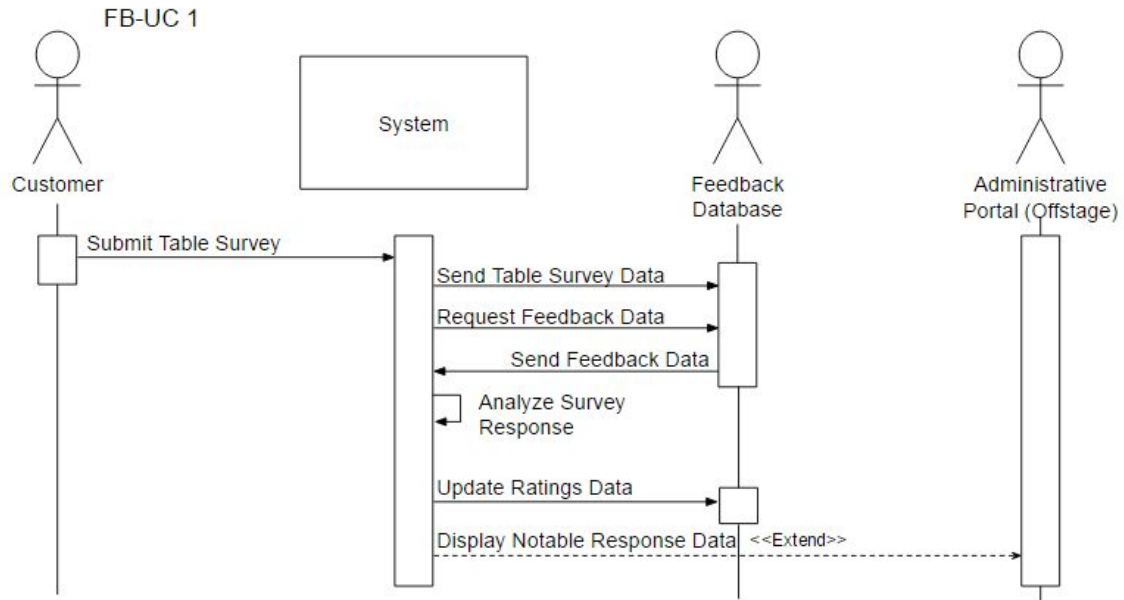 FB-UC 1
System
Customer
Feedback
Database
Administrative
Portal (Offstage)
Submit Table Survey
Send Table Survey Data
Request Feedback Data
Send Feedback Data
Analyze Survey
Response
Update Ratings Data
Display Notable Response Data <<Extend>>